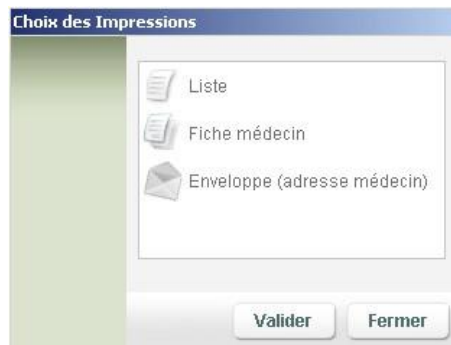 Choix des Impressions
Liste
Fiche médecin
Enveloppe (adresse médecin)
Valider
Fermer